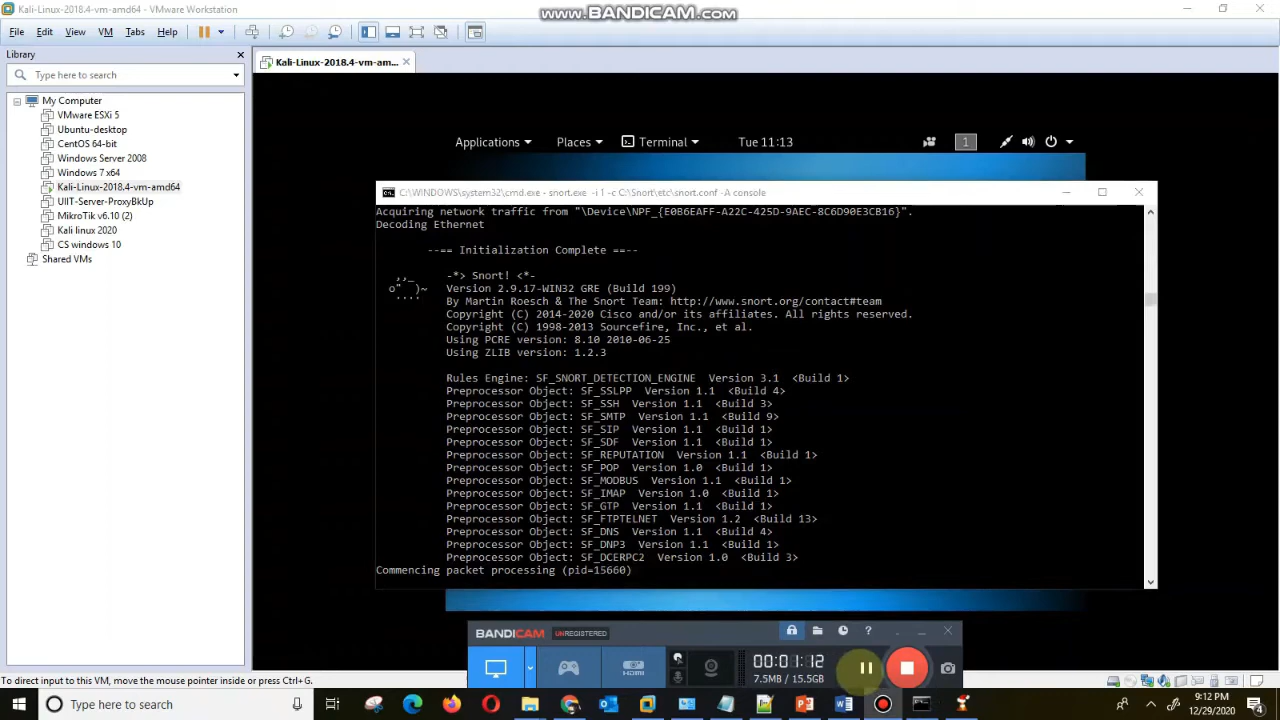 Kali-Linux-2018.4-vm-amd64 - VMware Workstation
www.BANDICAM.com
File Edit View VM Tabs Help
Library
Type here to search
My Computer
VMware ESXi 5
Ubuntu-desktop
CentOS 64-bit
Windows Server 2008
Windows 7 x64
Kali-Linux-2018.4-vm-amd64
UIIT-Server-ProxyBkUp
MikroTik v6.10 (2)
Kali linux 2020
CS windows 10
Shared VMs
Kali-Linux-2018.4-vm-am...
Applications Places Terminal Tue 11:13 1
C:\WINDOWS\system32\cmd.exe - snort.exe -i 1 -c C:\Snort\etc\snort.conf -A console
Acquiring network traffic from "\Device\NPF_{E0B6EAFF-A22C-425D-9AEC-8C6D90E3CB16}".
Decoding Ethernet
--== Initialization Complete ==--
,,_ -*> Snort! <*-
o" )~ Version 2.9.17-WIN32 GRE (Build 199)
'''' By Martin Roesch & The Snort Team: http://www.snort.org/contact#team
Copyright (C) 2014-2020 Cisco and/or its affiliates. All rights reserved.
Copyright (C) 1998-2013 Sourcefire, Inc., et al.
Using PCRE version: 8.10 2010-06-25
Using ZLIB version: 1.2.3
Rules Engine: SF_SNORT_DETECTION_ENGINE Version 3.1 <Build 1>
Preprocessor Object: SF_SSLPP Version 1.1 <Build 4>
Preprocessor Object: SF_SSH Version 1.1 <Build 3>
Preprocessor Object: SF_SMTP Version 1.1 <Build 9>
Preprocessor Object: SF_SIP Version 1.1 <Build 1>
Preprocessor Object: SF_SDF Version 1.1 <Build 1>
Preprocessor Object: SF_REPUTATION Version 1.1 <Build 1>
Preprocessor Object: SF_POP Version 1.0 <Build 1>
Preprocessor Object: SF_MODBUS Version 1.1 <Build 1>
Preprocessor Object: SF_IMAP Version 1.0 <Build 1>
Preprocessor Object: SF_GTP Version 1.1 <Build 1>
Preprocessor Object: SF_FTPTELNET Version 1.2 <Build 13>
Preprocessor Object: SF_DNS Version 1.1 <Build 4>
Preprocessor Object: SF_DNP3 Version 1.1 <Build 1>
Preprocessor Object: SF_DCERPC2 Version 1.0 <Build 3>
Commencing packet processing (pid=15660)
BANDICAM UNREGISTERED
HDMI
00:01:12
7.5MB / 15.5GB
To direct input to this VM, move the mouse pointer inside or press Ctrl+G.
Type here to search
9:12 PM
12/29/2020